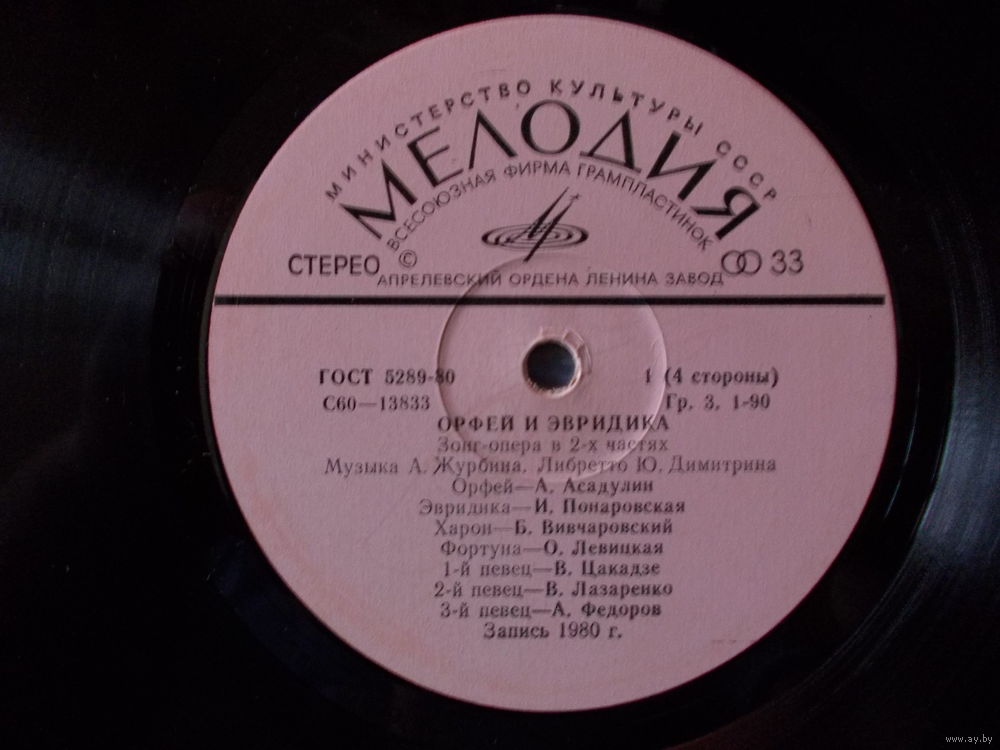 МИНИСТЕРСТВО КУЛЬТУРЫ СССР
МЕЛОДИЯ
ВСЕСОЮЗНАЯ ФИРМА ГРАМПЛАСТИНОК
СТЕРЕО © 33
АПРЕЛЕВСКИЙ ОРДЕНА ЛЕНИНА ЗАВОД
ГОСТ 5289-80 1 (4 стороны)
С60—13833 Гр. 3. 1-90
ОРФЕЙ И ЭВРИДИКА
Зонг-опера в 2-х частях
Музыка А. Журбина. Либретто Ю. Димитрина
Орфей—А. Асадулин
Эвридика—И. Понаровская
Харон—Б. Вивчаровский
Фортуна—О. Левицкая
1-й певец—В. Цакадзе
2-й певец—В. Лазаренко
3-й певец—А. Федоров
Запись 1980 г.
www.ay.by